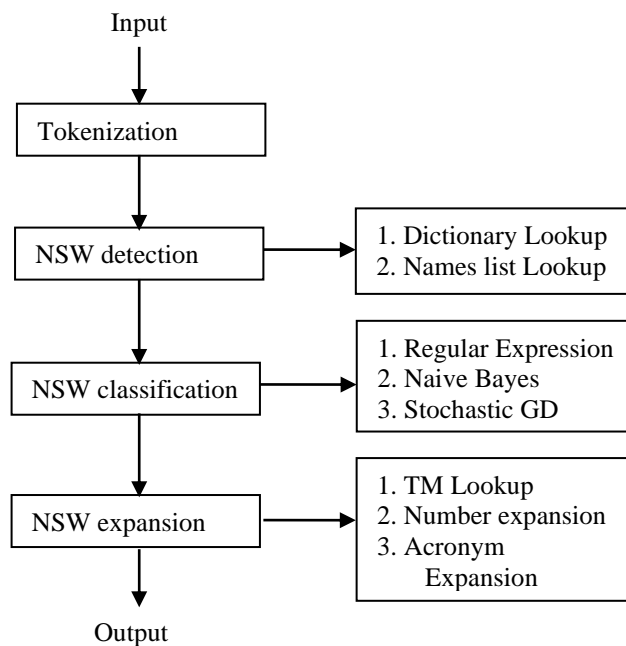 Input
Tokenization
NSW detection
1. Dictionary Lookup
2. Names list Lookup
NSW classification
1. Regular Expression
2. Naive Bayes
3. Stochastic GD
NSW expansion
1. TM Lookup
2. Number expansion
3. Acronym
Expansion
Output